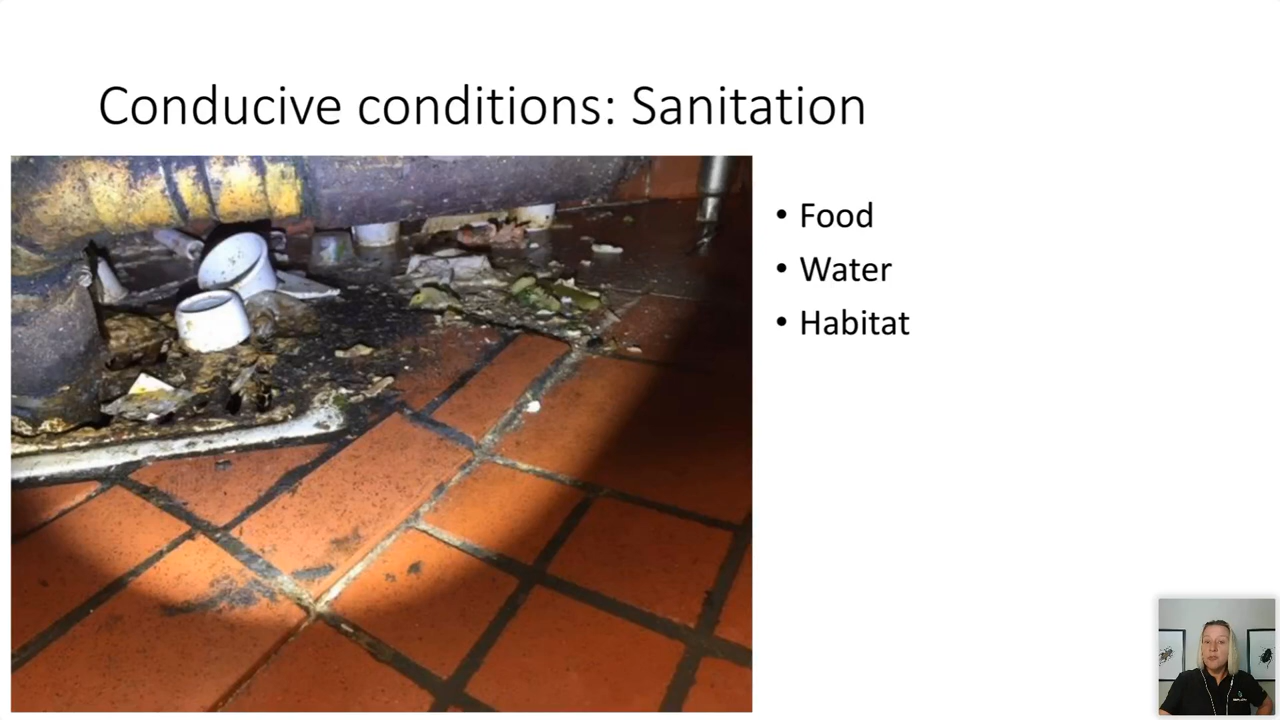 Conducive conditions: Sanitation
• Food
• Water
• Habitat